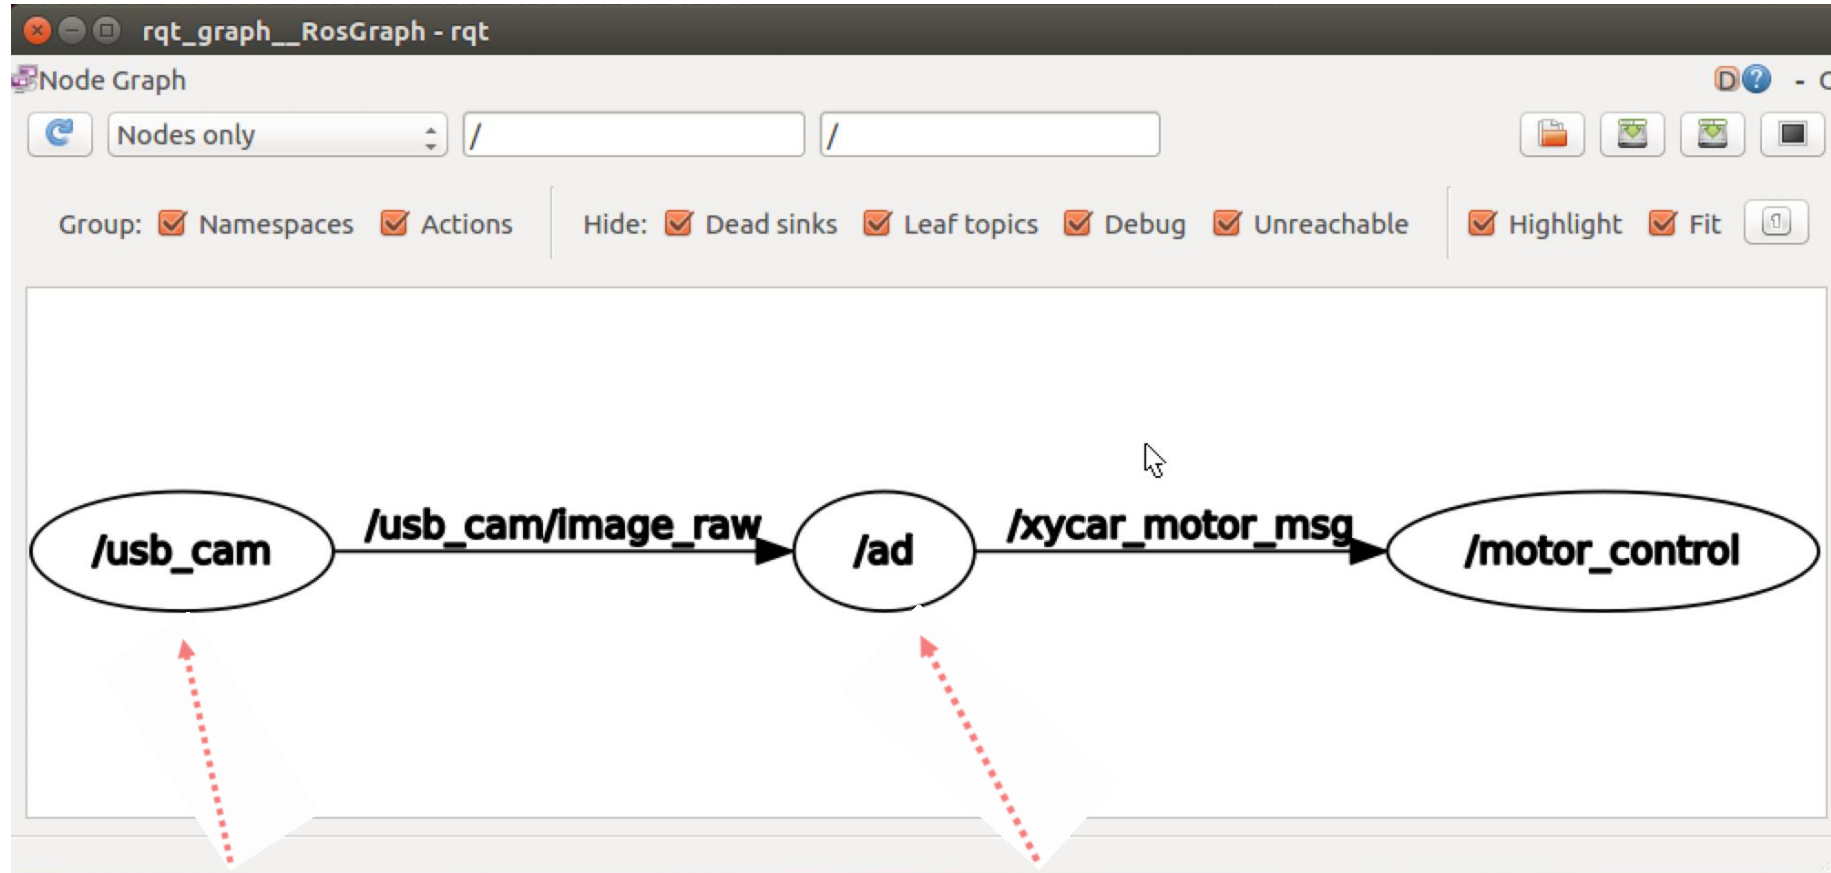 rqt_graph__RosGraph - rqt
Node Graph
D ? - O
Nodes only / /
Group: Namespaces Actions Hide: Dead sinks Leaf topics Debug Unreachable Highlight Fit 1
/usb_cam /usb_cam/image_raw /ad /xycar_motor_msg /motor_control